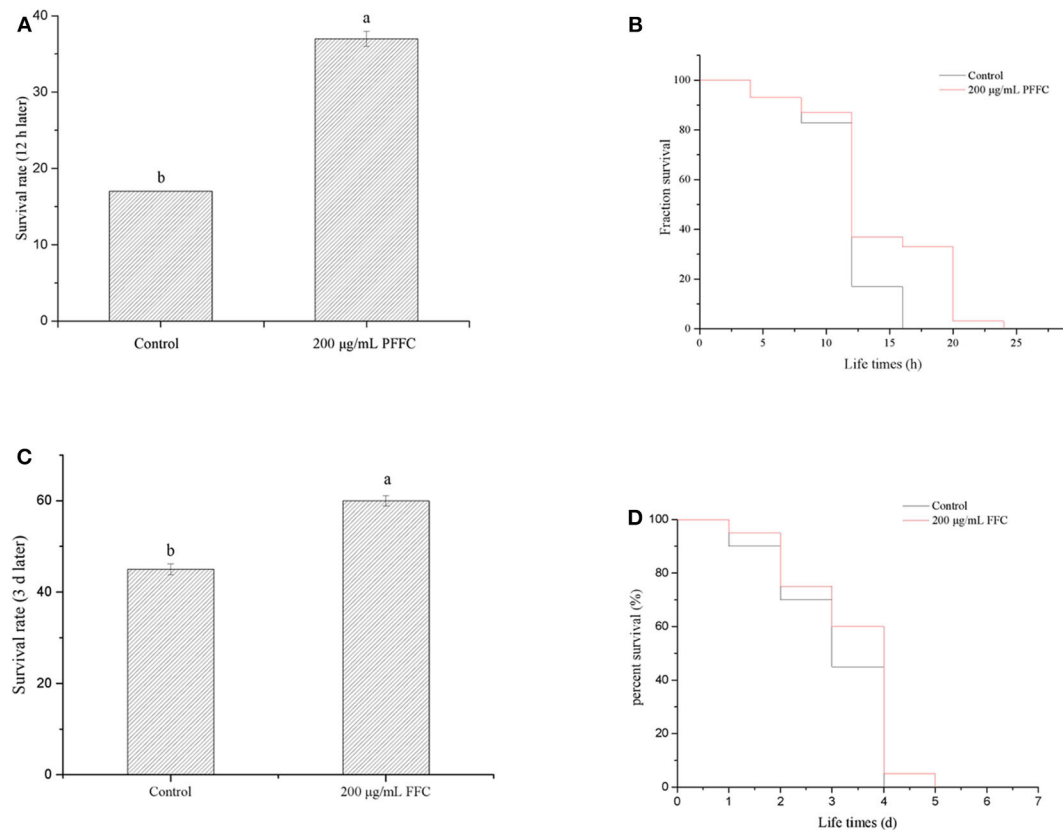 A
Survival rate (12 h later)
40
30
20
10
0
b
a
Control
200 µg/mL PFFC
B
Fraction survival
100
80
60
40
20
0
Control
200 µg/mL PFFC
0 5 10 15 20 25
Life times (h)
C
Survival rate (3 d later)
60
40
20
0
b
a
Control
200 µg/mL FFC
D
percent survival (%)
100
80
60
40
20
0
Control
200 µg/mL FFC
0 1 2 3 4 5 6 7
Life times (d)